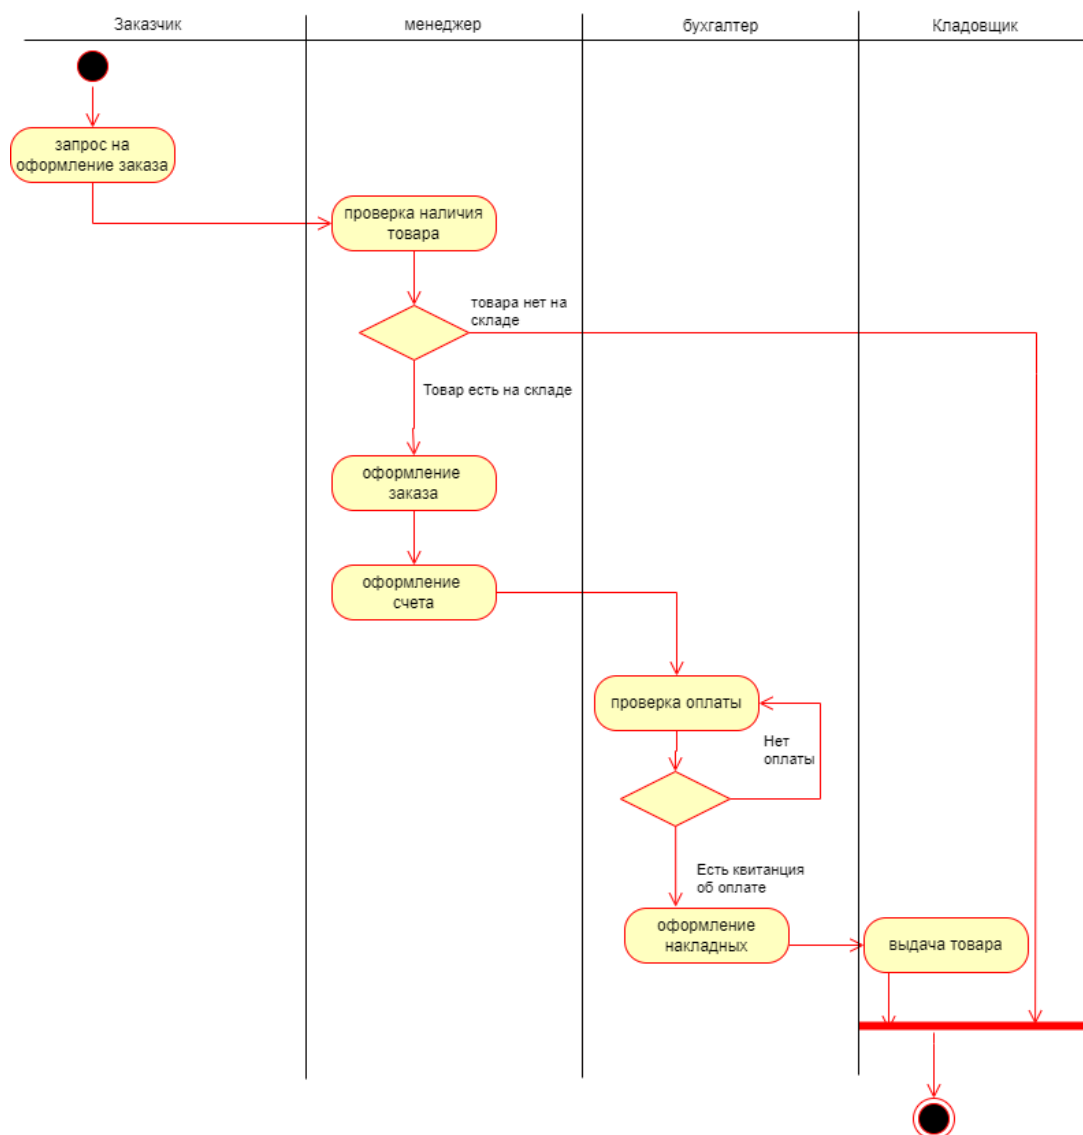 Заказчик
менеджер
бухгалтер
Кладовщик
запрос на
оформление заказа
проверка наличия
товара
товара нет на
складе
Товар есть на складе
оформление
заказа
оформление
счета
проверка оплаты
Нет
оплаты
Есть квитанция
об оплате
оформление
накладных
выдача товара